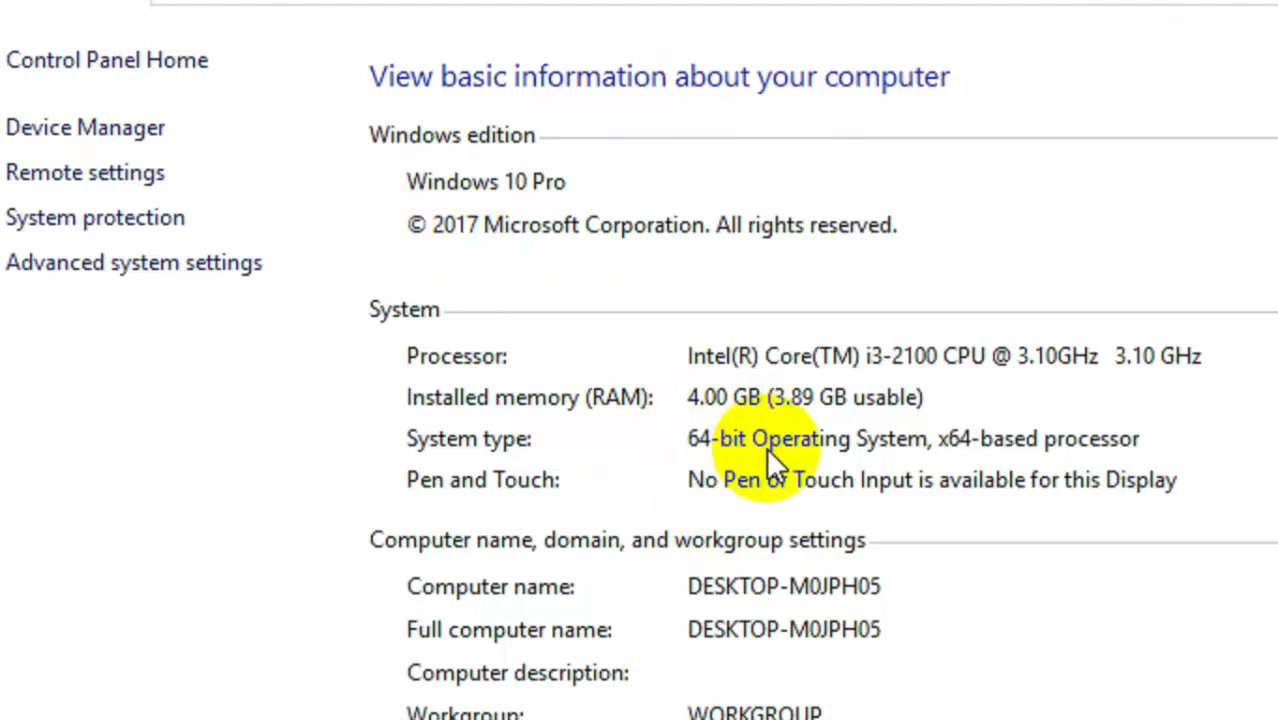 Control Panel Home
Device Manager
Remote settings
System protection
Advanced system settings
View basic information about your computer
Windows edition
Windows 10 Pro
© 2017 Microsoft Corporation. All rights reserved.
System
Processor: Intel(R) Core(TM) i3-2100 CPU @ 3.10GHz 3.10 GHz
Installed memory (RAM): 4.00 GB (3.89 GB usable)
System type: 64-bit Operating System, x64-based processor
Pen and Touch: No Pen or Touch Input is available for this Display
Computer name, domain, and workgroup settings
Computer name: DESKTOP-M0JPH05
Full computer name: DESKTOP-M0JPH05
Computer description:
Workgroup: WORKGROUP